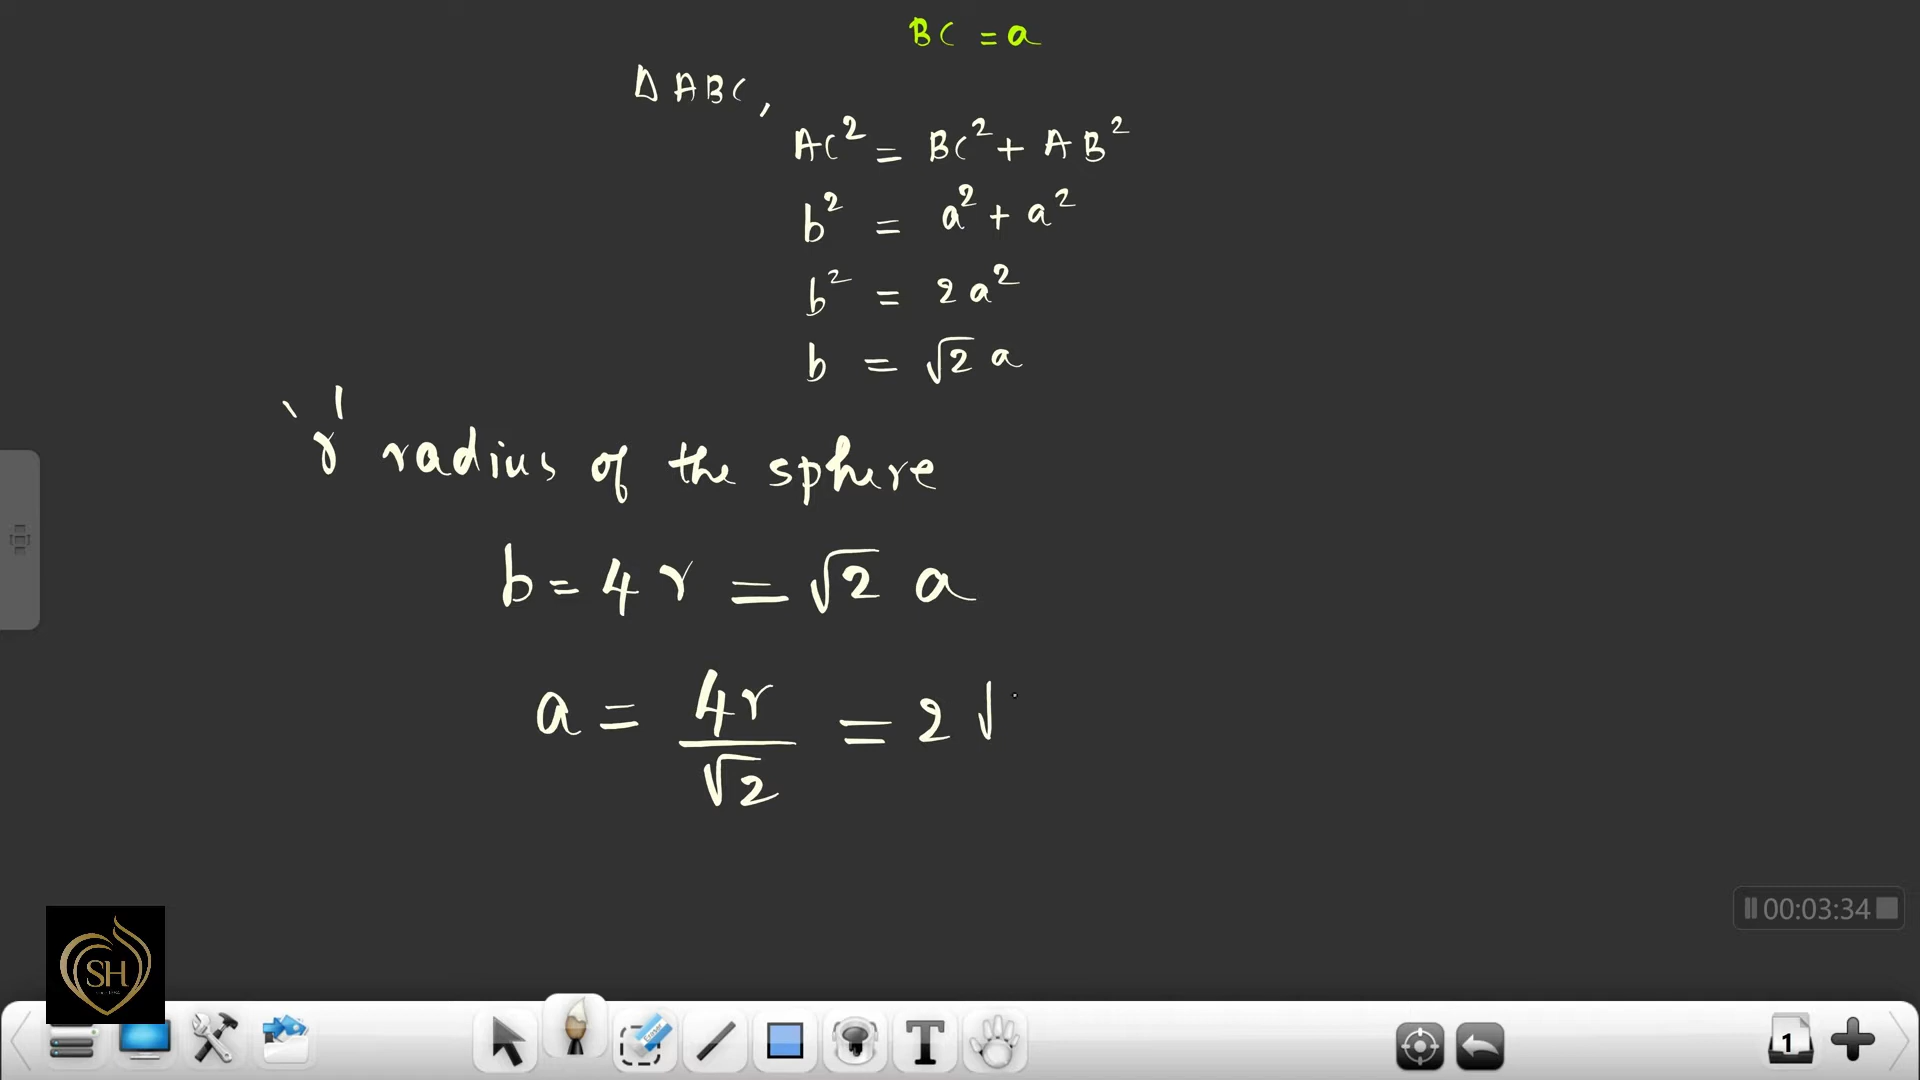 BC = a
Δ ABC,
AC² = BC² + AB²
b² = a² + a²
b² = 2a²
b = √2 a
'r' radius of the sphere
b = 4r = √2 a
a = 4r/√2 = 2√
00:03:34
SH
T
1